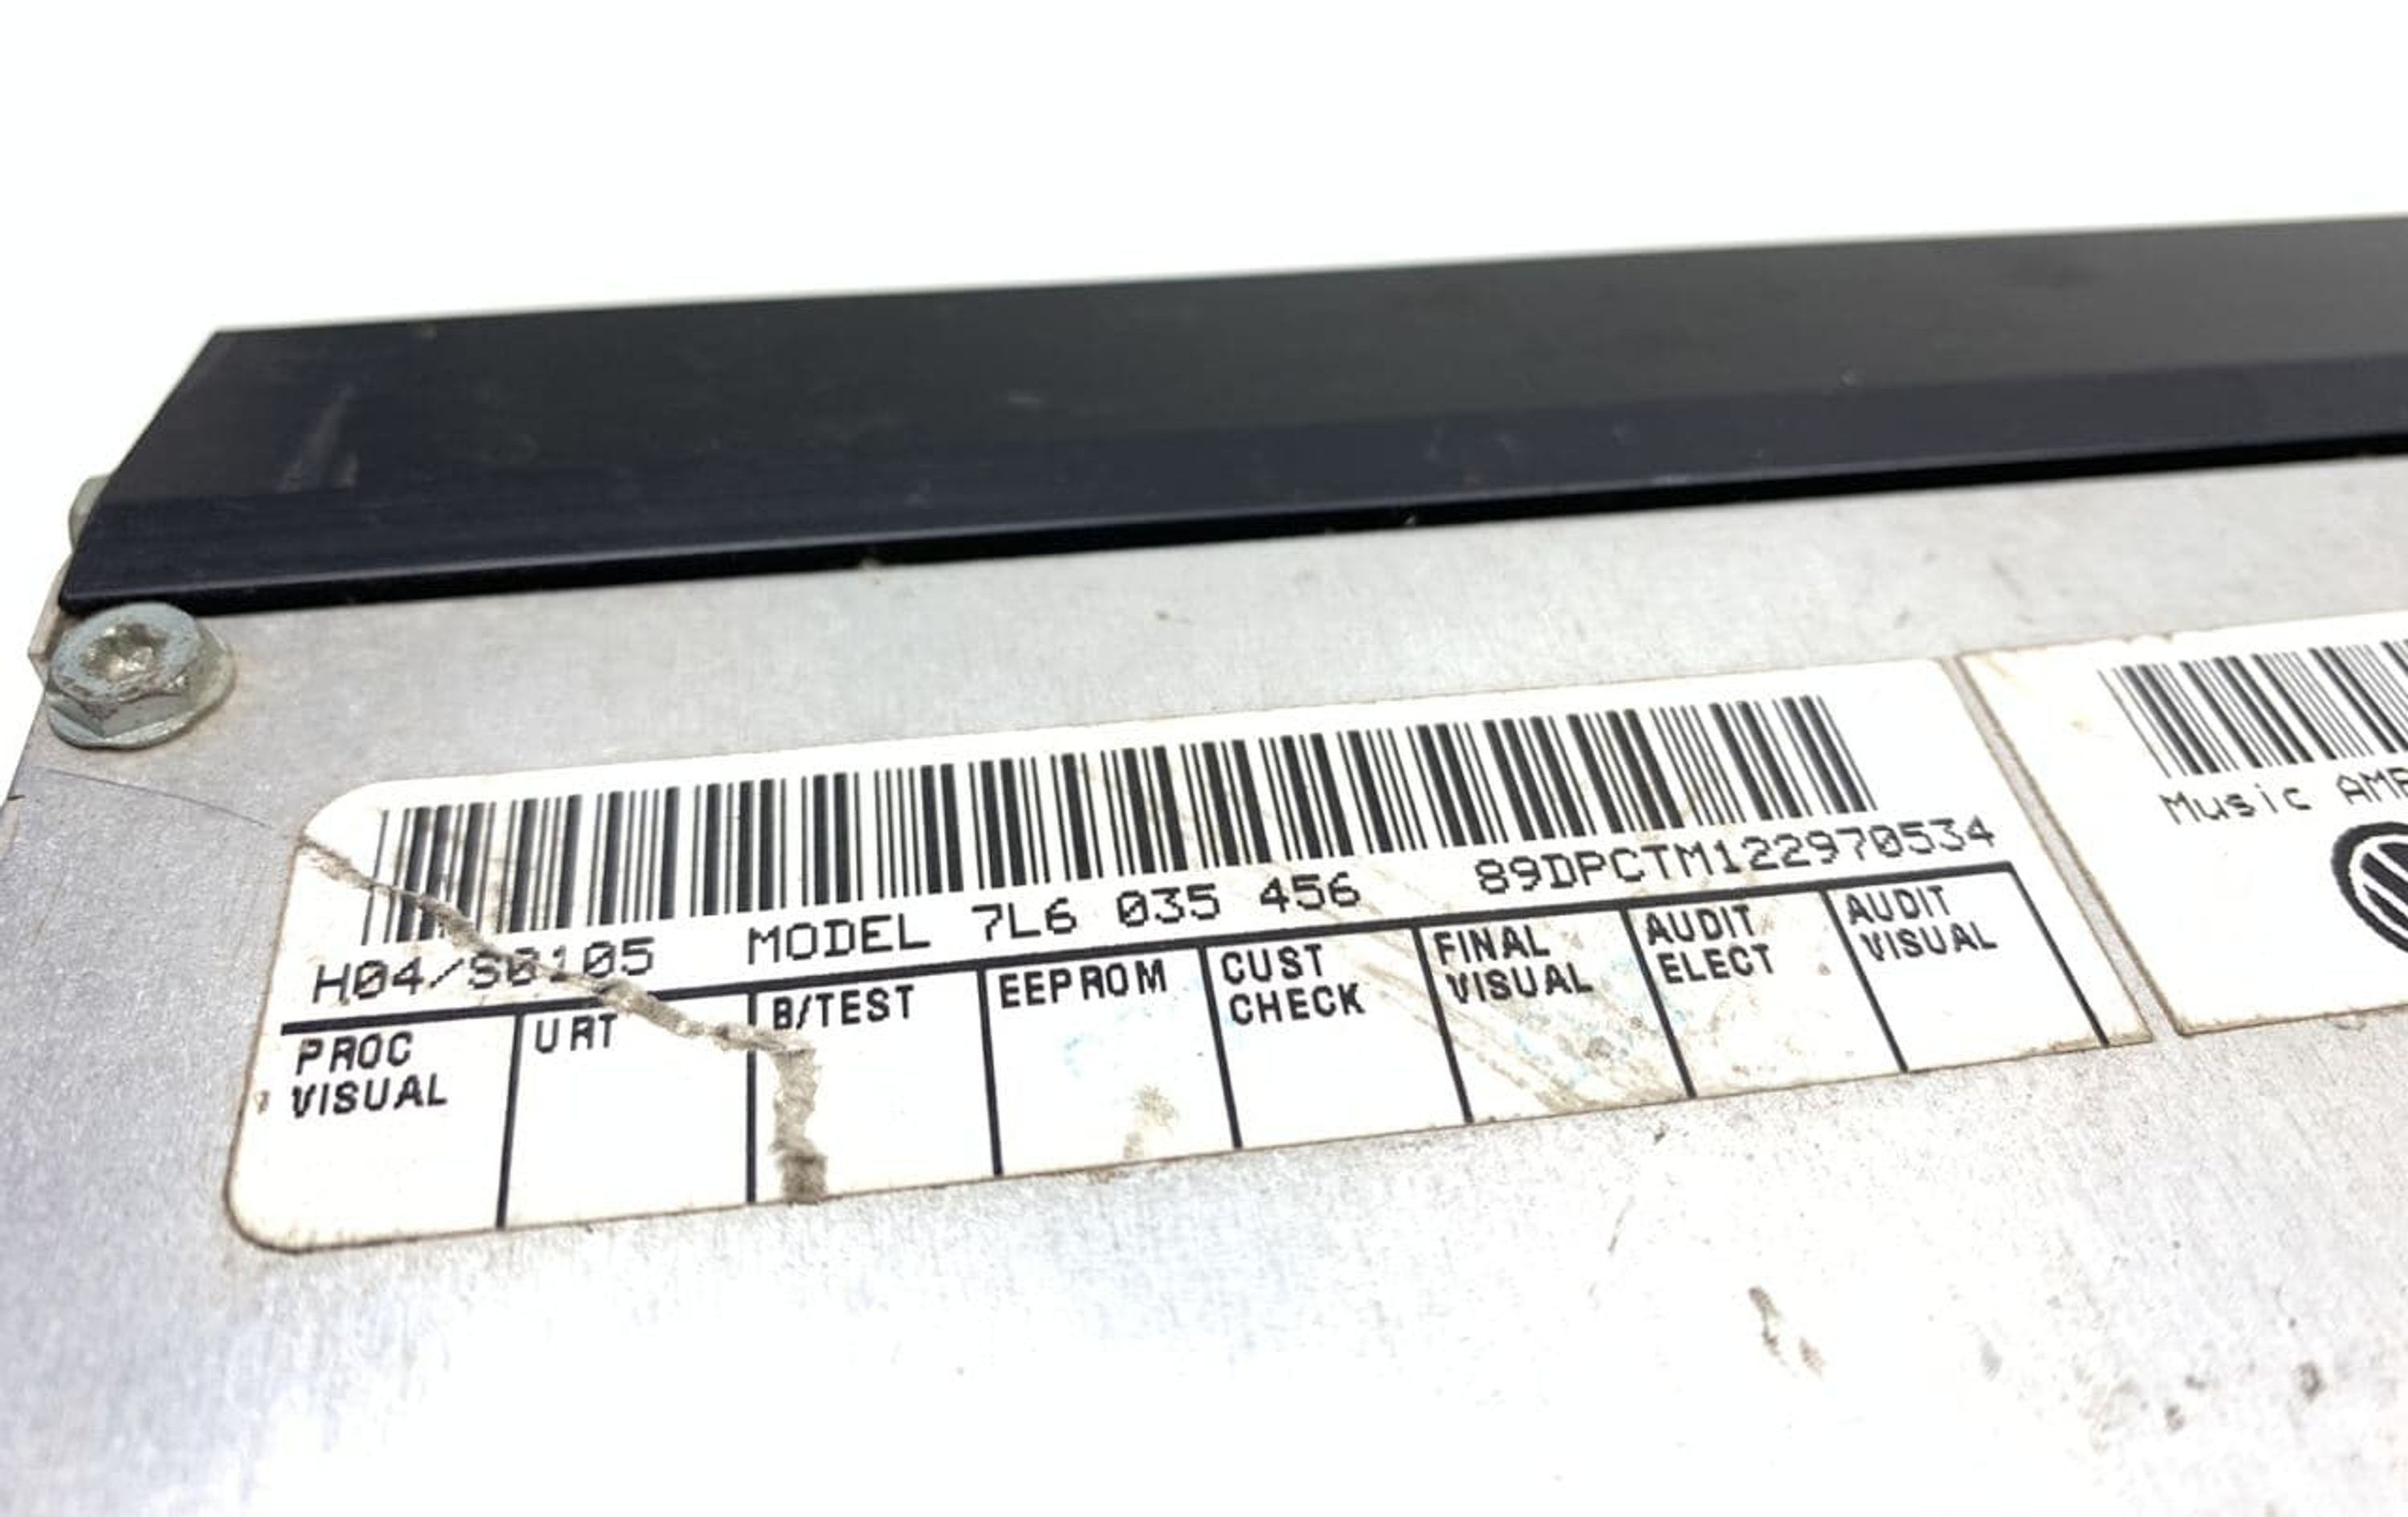 H04/S0105 MODEL 7L6 035 456 89DPCTM122970534
PROC VISUAL
URT
B/TEST
EEPROM
CUST CHECK
FINAL VISUAL
AUDIT ELECT
AUDIT VISUAL
Music